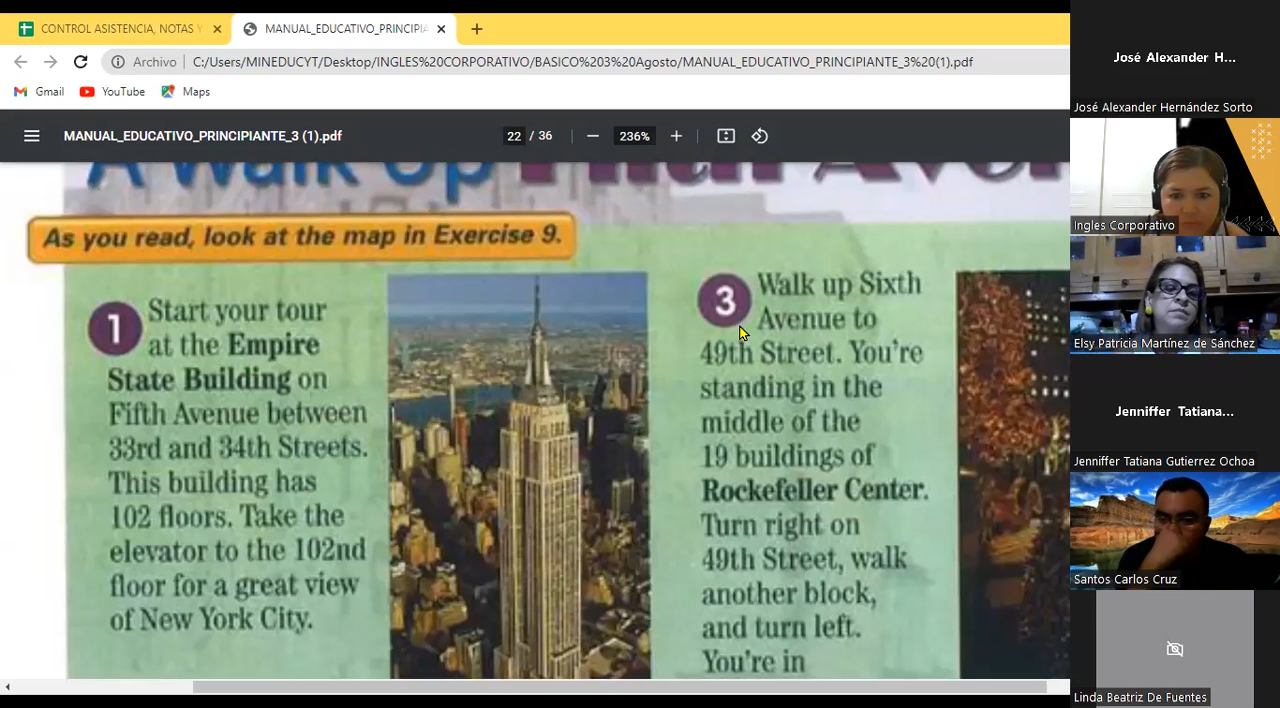 CONTROL ASISTENCIA, NOTAS Y
MANUAL_EDUCATIVO_PRINCIPIA
Archivo
C:/Users/MINEDUCYT/Desktop/INGLES%20CORPORATIVO/BASICO%203%20Agosto/MANUAL_EDUCATIVO_PRINCIPIANTE_3%20(1).pdf
Gmail
YouTube
Maps
MANUAL_EDUCATIVO_PRINCIPIANTE_3 (1).pdf
22 / 36
236%
A Walk Up Fifth Aven
As you read, look at the map in Exercise 9.
1 Start your tour
at the Empire
State Building on
Fifth Avenue between
33rd and 34th Streets.
This building has
102 floors. Take the
elevator to the 102nd
floor for a great view
of New York City.
3 Walk up Sixth
Avenue to
49th Street. You're
standing in the
middle of the
19 buildings of
Rockefeller Center.
Turn right on
49th Street, walk
another block,
and turn left.
You're in
José Alexander H...
José Alexander Hernández Sorto
Ingles Corporativo
Elsy Patricia Martínez de Sánchez
Jenniffer Tatiana...
Jenniffer Tatiana Gutierrez Ochoa
Santos Carlos Cruz
Linda Beatriz De Fuentes